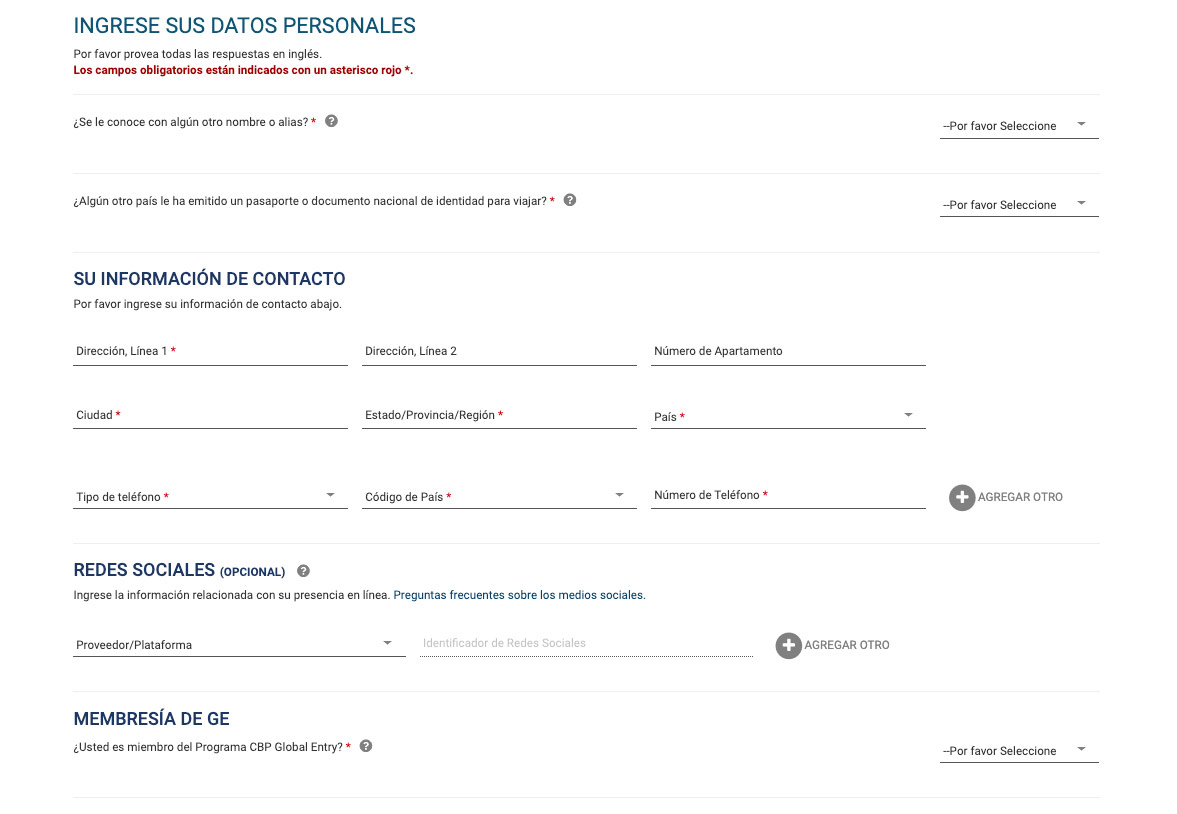 INGRESE SUS DATOS PERSONALES
Por favor provea todas las respuestas en inglés.
Los campos obligatorios están indicados con un asterisco rojo *.
¿Se le conoce con algún otro nombre o alias? * ?
--Por favor Seleccione
¿Algún otro país le ha emitido un pasaporte o documento nacional de identidad para viajar? * ?
--Por favor Seleccione
SU INFORMACIÓN DE CONTACTO
Por favor ingrese su información de contacto abajo.
Dirección, Línea 1 * Dirección, Línea 2 Número de Apartamento
Ciudad * Estado/Provincia/Región * País *
Tipo de teléfono * Código de País * Número de Teléfono * AGREGAR OTRO
REDES SOCIALES (OPCIONAL) ?
Ingrese la información relacionada con su presencia en línea. Preguntas frecuentes sobre los medios sociales.
Proveedor/Plataforma Identificador de Redes Sociales AGREGAR OTRO
MEMBRESÍA DE GE
¿Usted es miembro del Programa CBP Global Entry? * ?
--Por favor Seleccione